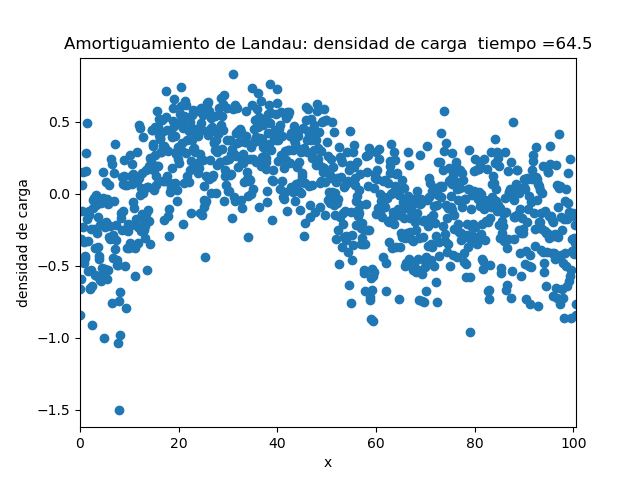 Amortiguamiento de Landau: densidad de carga  tiempo =64.5
densidad de carga
0.5
0.0
−0.5
−1.0
−1.5
0 20 40 60 80 100
x